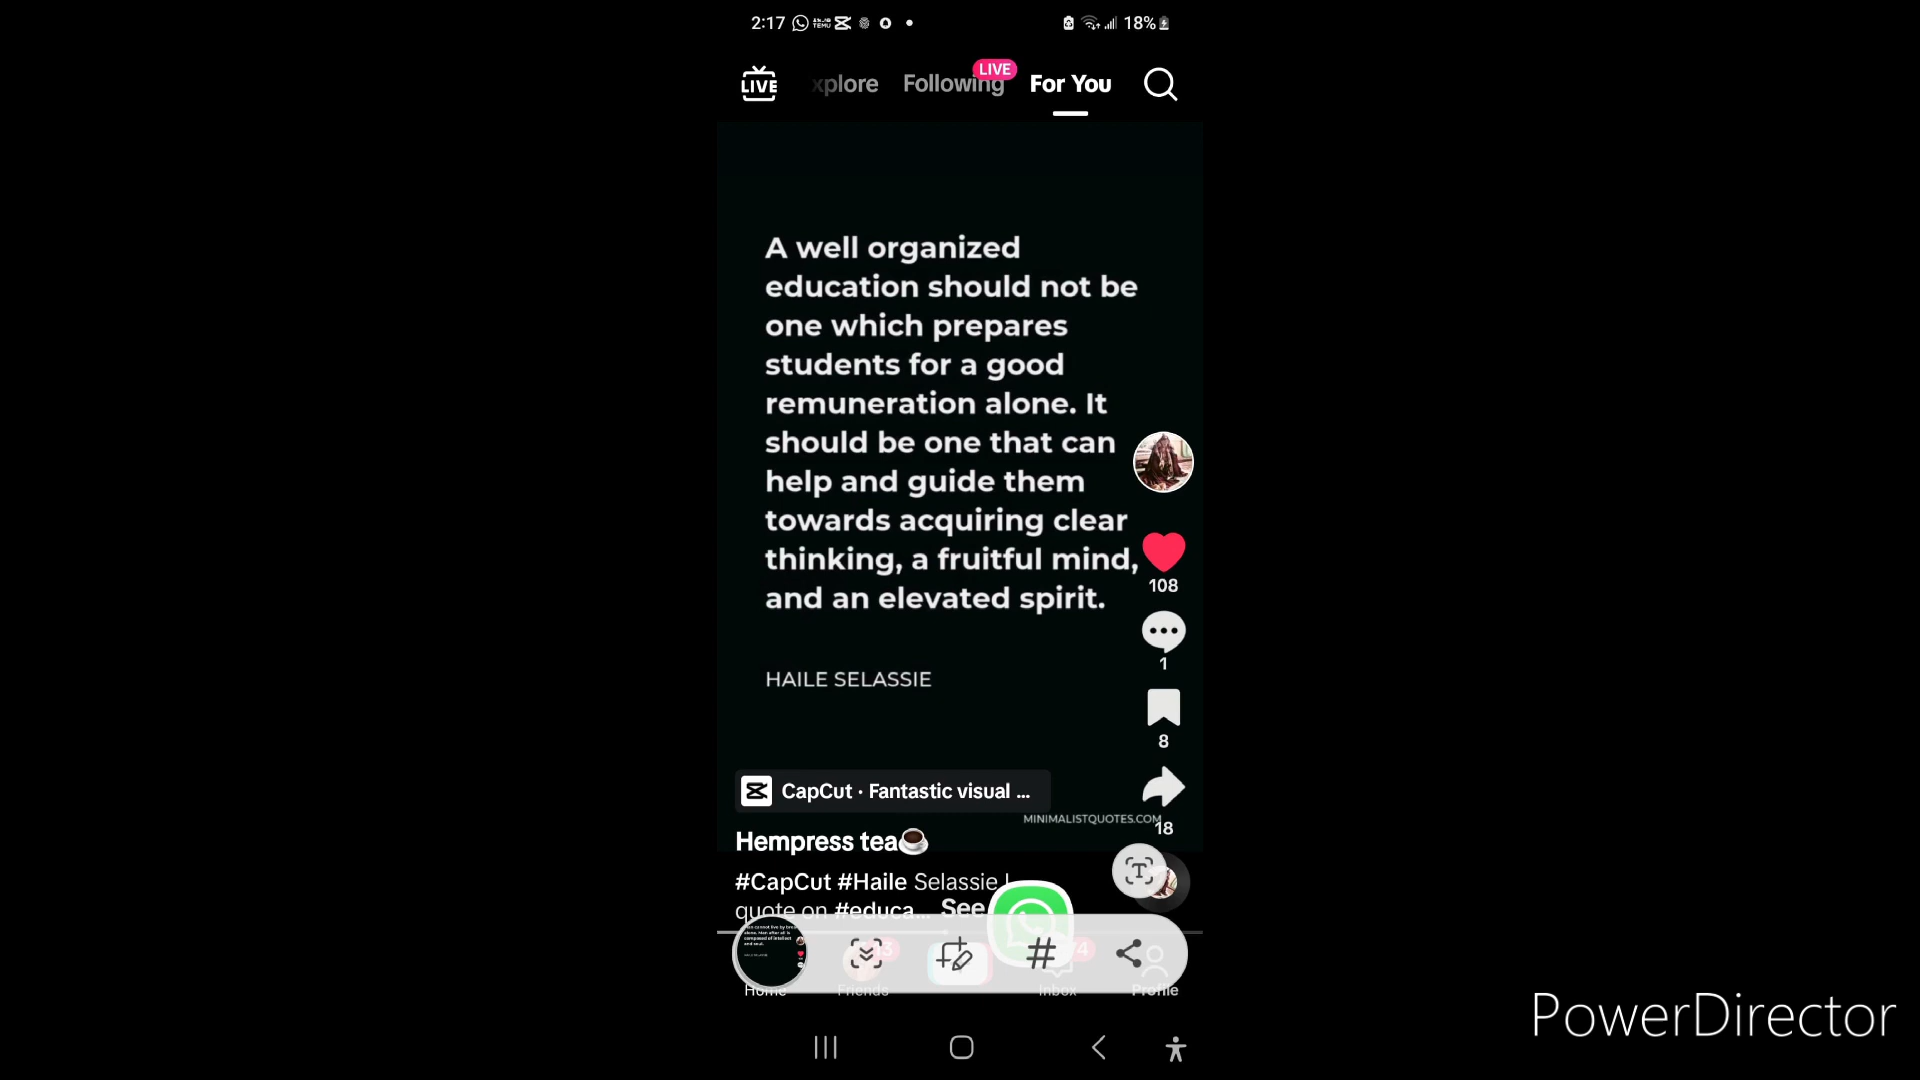 2:17
18%
LIVE
xplore
Following
LIVE
For You
A well organized
education should not be
one which prepares
students for a good
remuneration alone. It
should be one that can
help and guide them
towards acquiring clear
thinking, a fruitful mind,
and an elevated spirit.
HAILE SELASSIE
108
1
8
18
CapCut · Fantastic visual ...
MINIMALISTQUOTES.COM
Hempress tea
#CapCut #Haile Selassie I
quote on #educa... See
Home
Friends
Inbox
Profile
PowerDirector